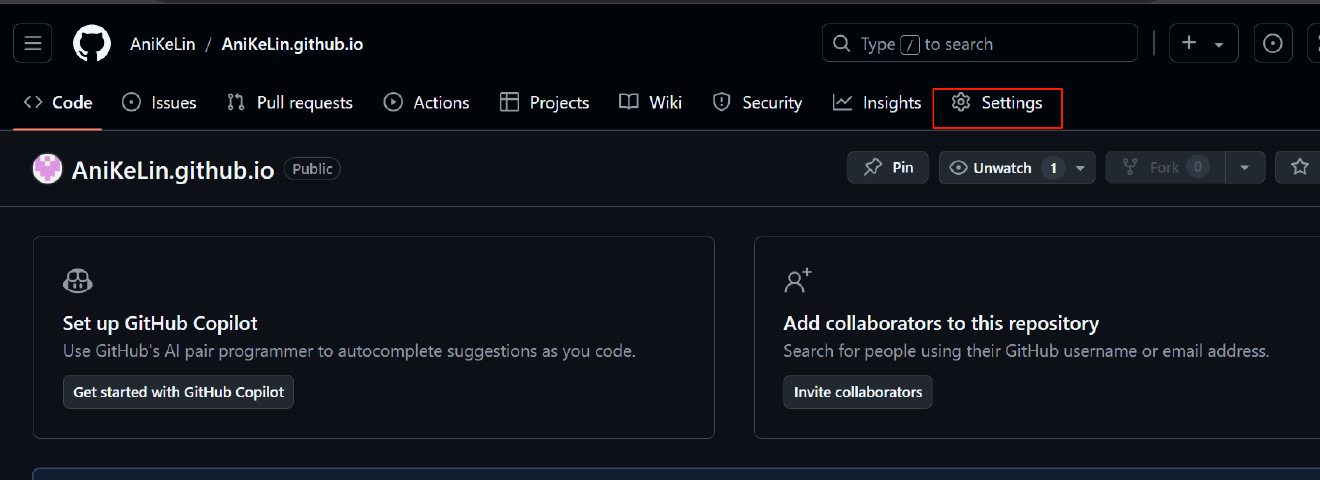 AniKeLin / AniKeLin.github.io
Type / to search
Code Issues Pull requests Actions Projects Wiki Security Insights Settings
AniKeLin.github.io Public
Pin Unwatch 1 Fork 0
Set up GitHub Copilot
Use GitHub's AI pair programmer to autocomplete suggestions as you code.
Get started with GitHub Copilot
Add collaborators to this repository
Search for people using their GitHub username or email address.
Invite collaborators